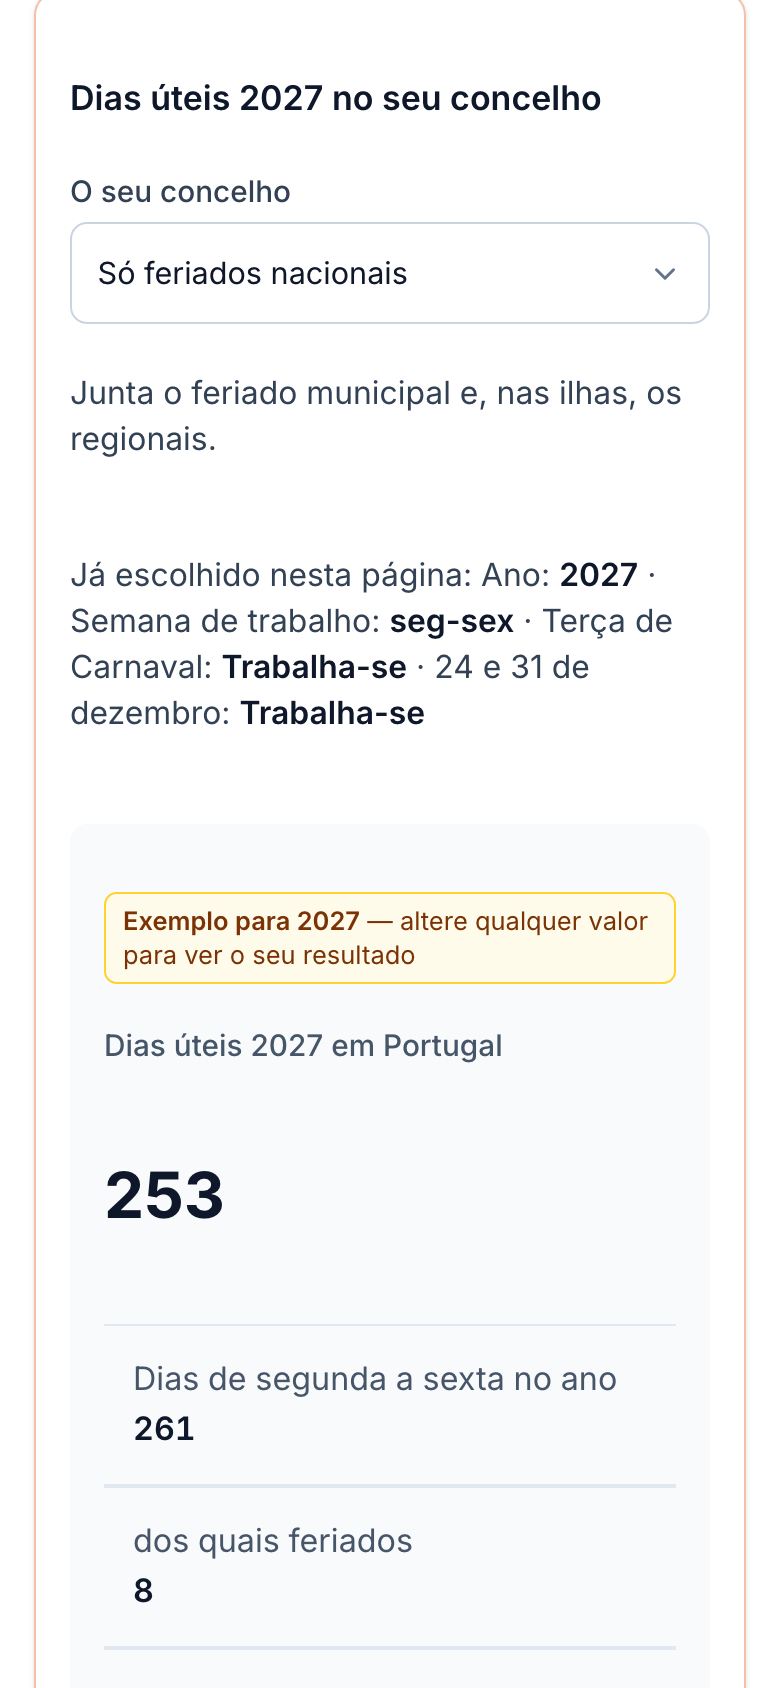 Dias úteis 2027 no seu concelho
O seu concelho
Só feriados nacionais
Junta o feriado municipal e, nas ilhas, os
regionais.
Já escolhido nesta página: Ano: 2027 ·
Semana de trabalho: seg-sex · Terça de
Carnaval: Trabalha-se · 24 e 31 de
dezembro: Trabalha-se
Exemplo para 2027 — altere qualquer valor
para ver o seu resultado
Dias úteis 2027 em Portugal
253
Dias de segunda a sexta no ano
261
dos quais feriados
8